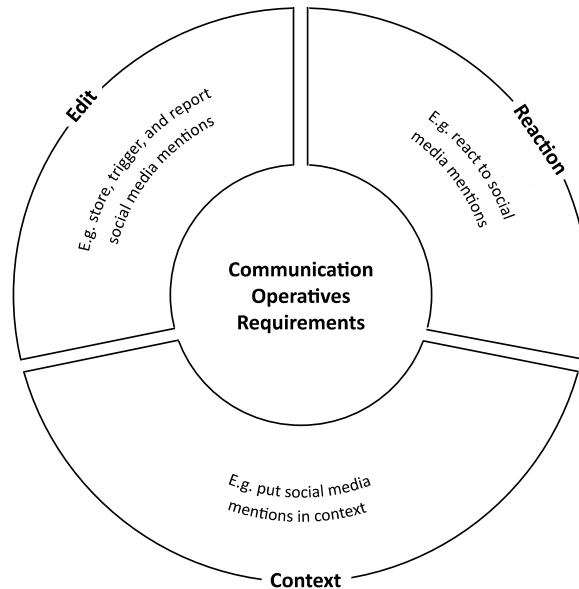 Edit
E.g. store, trigger, and report
social media mentions
Reaction
E.g. react to social
media mentions
Communication
Operatives
Requirements
E.g. put social media
mentions in context
Context